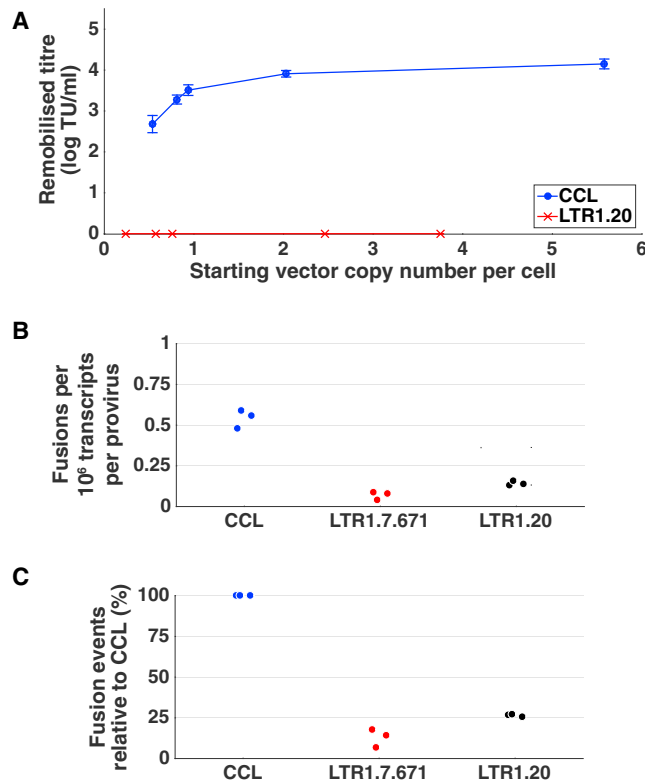 A
Remobilised titre
(log TU/ml)
5
4
3
2
1
0
0 1 2 3 4 5 6
CCL
LTR1.20
Starting vector copy number per cell
B
Fusions per
10⁶ transcripts
per provirus
1
0.75
0.5
0.25
0
CCL LTR1.7.671 LTR1.20
C
Fusion events
relative to CCL (%)
100
75
50
25
0
CCL LTR1.7.671 LTR1.20